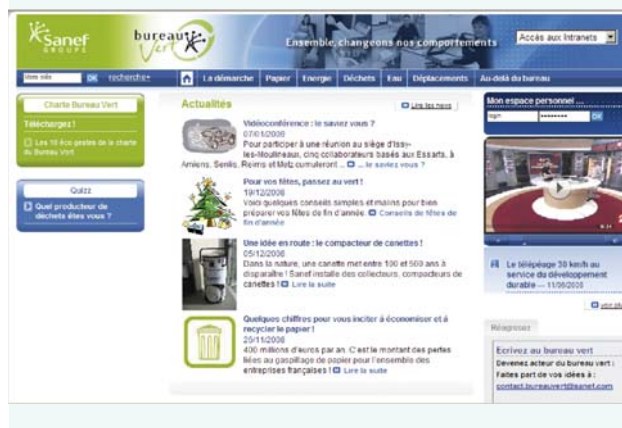 Sanef
GROUPE
bureau
Vert
Ensemble, changeons nos comportements
Accès aux Intranets
OK recherche+
La démarche Papier Energie Déchets Eau Déplacements Au-delà du bureau
Charte Bureau Vert
Téléchargez !
Les 10 éco gestes de la charte
du Bureau Vert
Quizz
Quel producteur de
déchets êtes vous ?
Actualités
Lire les news
Vidéoconférence : le saviez vous ?
07/01/2008
Pour participer à une réunion au siège d'Issy-
les-Moulineaux, cinq collaborateurs basés aux Essarts, à
Amiens, Senlis, Reims et Metz cumuleront ... le saviez vous ?
Pour vos fêtes, passez au vert !
19/12/2008
Voici quelques conseils simples et malins pour bien
préparer vos fêtes de fin d'année. Conseils de fêtes de
fin d'année
Une idée en route : le compacteur de canettes !
05/12/2008
Dans la nature, une canette met entre 100 et 500 ans à
disparaître ! Sanef installe des collecteurs, compacteurs de
canettes ! Lire la suite
Quelques chiffres pour vous inciter à économiser et à
recycler le papier !
20/11/2008
400 millions d'euros par an. C'est le montant des pertes
liées au gaspillage de papier pour l'ensemble des
entreprises françaises ! Lire la suite
Mon espace personnel ...
login OK
Le télépéage 30 km/h au
service du développement
durable — 11/08/2008
voir plu
Réagissez
Ecrivez au bureau vert
Devenez acteur du bureau vert :
Faites part de vos idées à :
contact.bureauvert@sanef.com